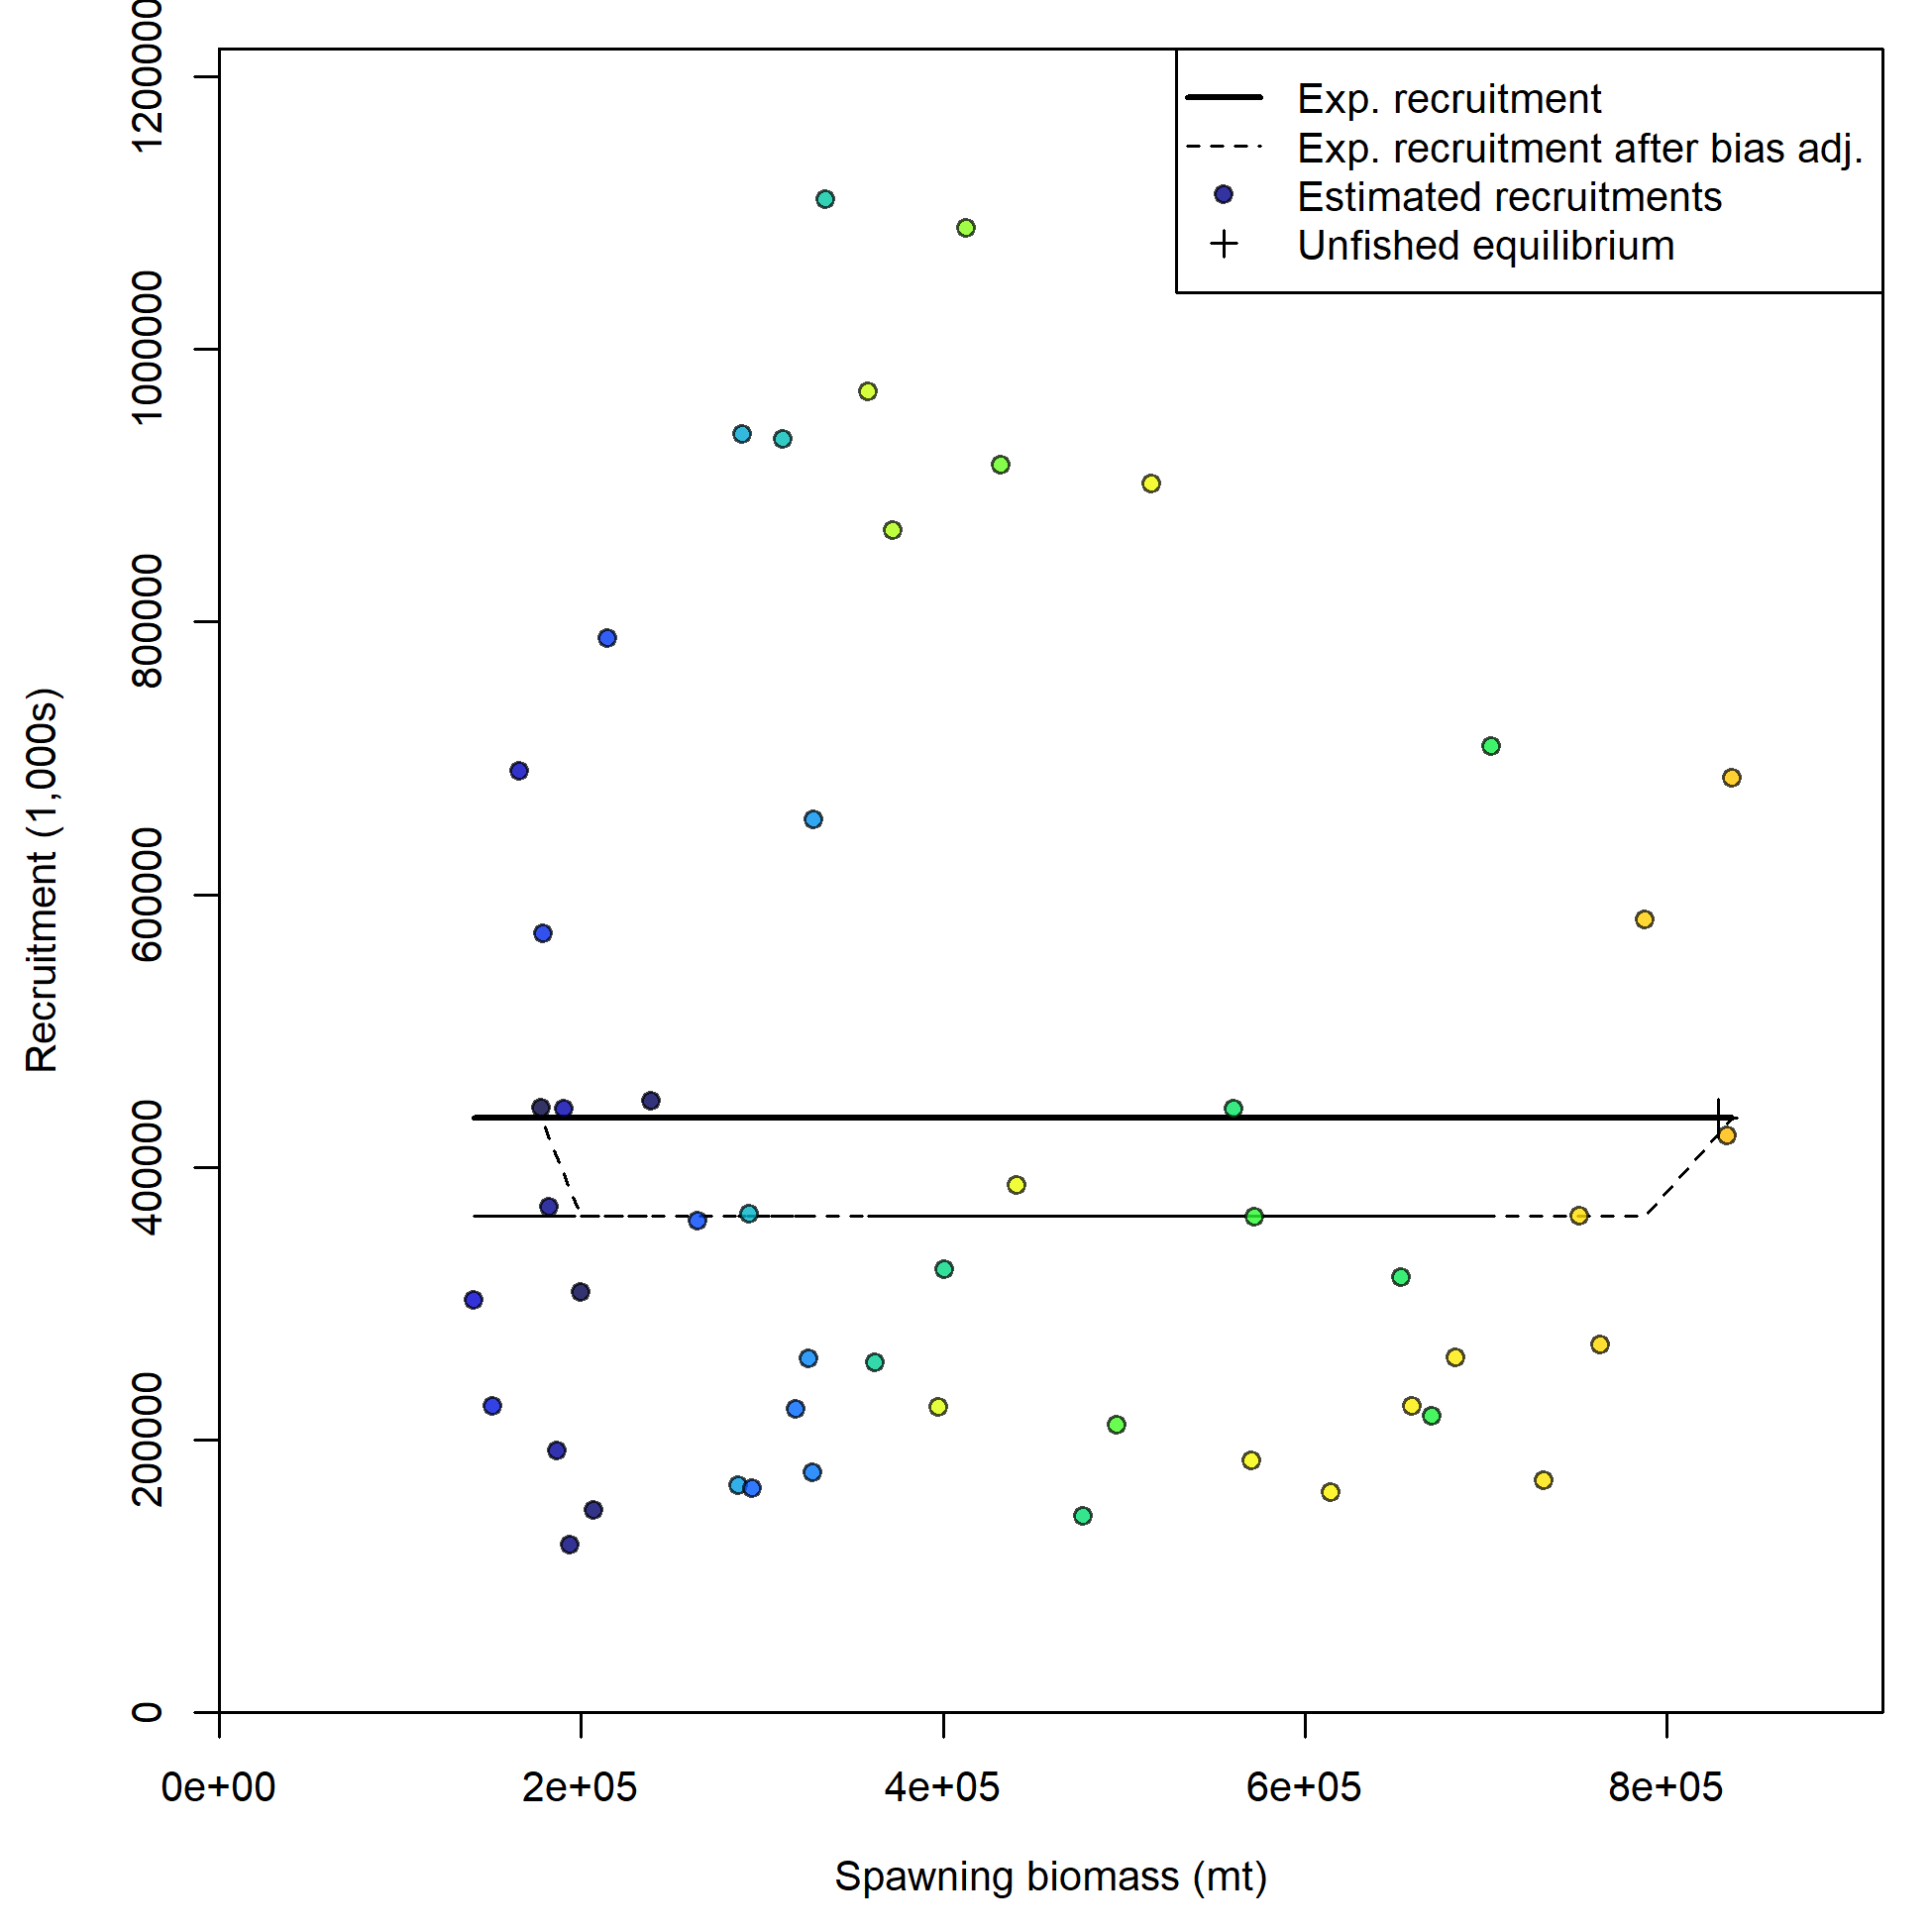 Exp. recruitment
Exp. recruitment after bias adj.
Estimated recruitments
Unfished equilibrium
Recruitment (1,000s)
1200000
1000000
800000
600000
400000
200000
0
0e+00 2e+05 4e+05 6e+05 8e+05
Spawning biomass (mt)